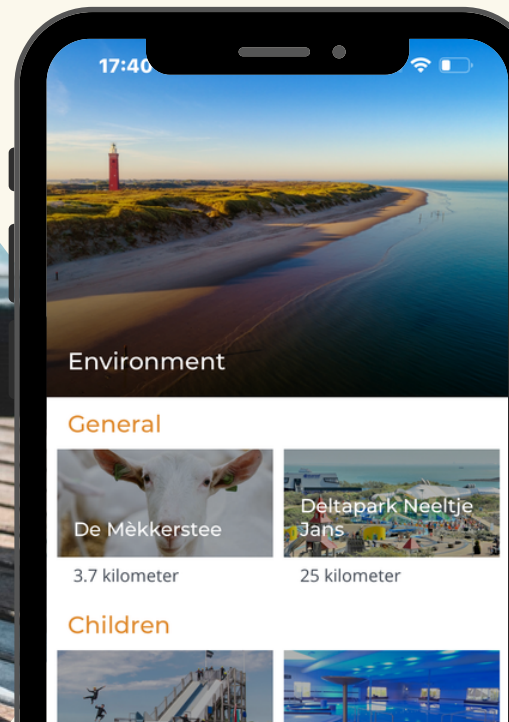 17:40
Environment
General
De Mèkkerstee
Deltapark Neeltje
Jans
3.7 kilometer
25 kilometer
Children